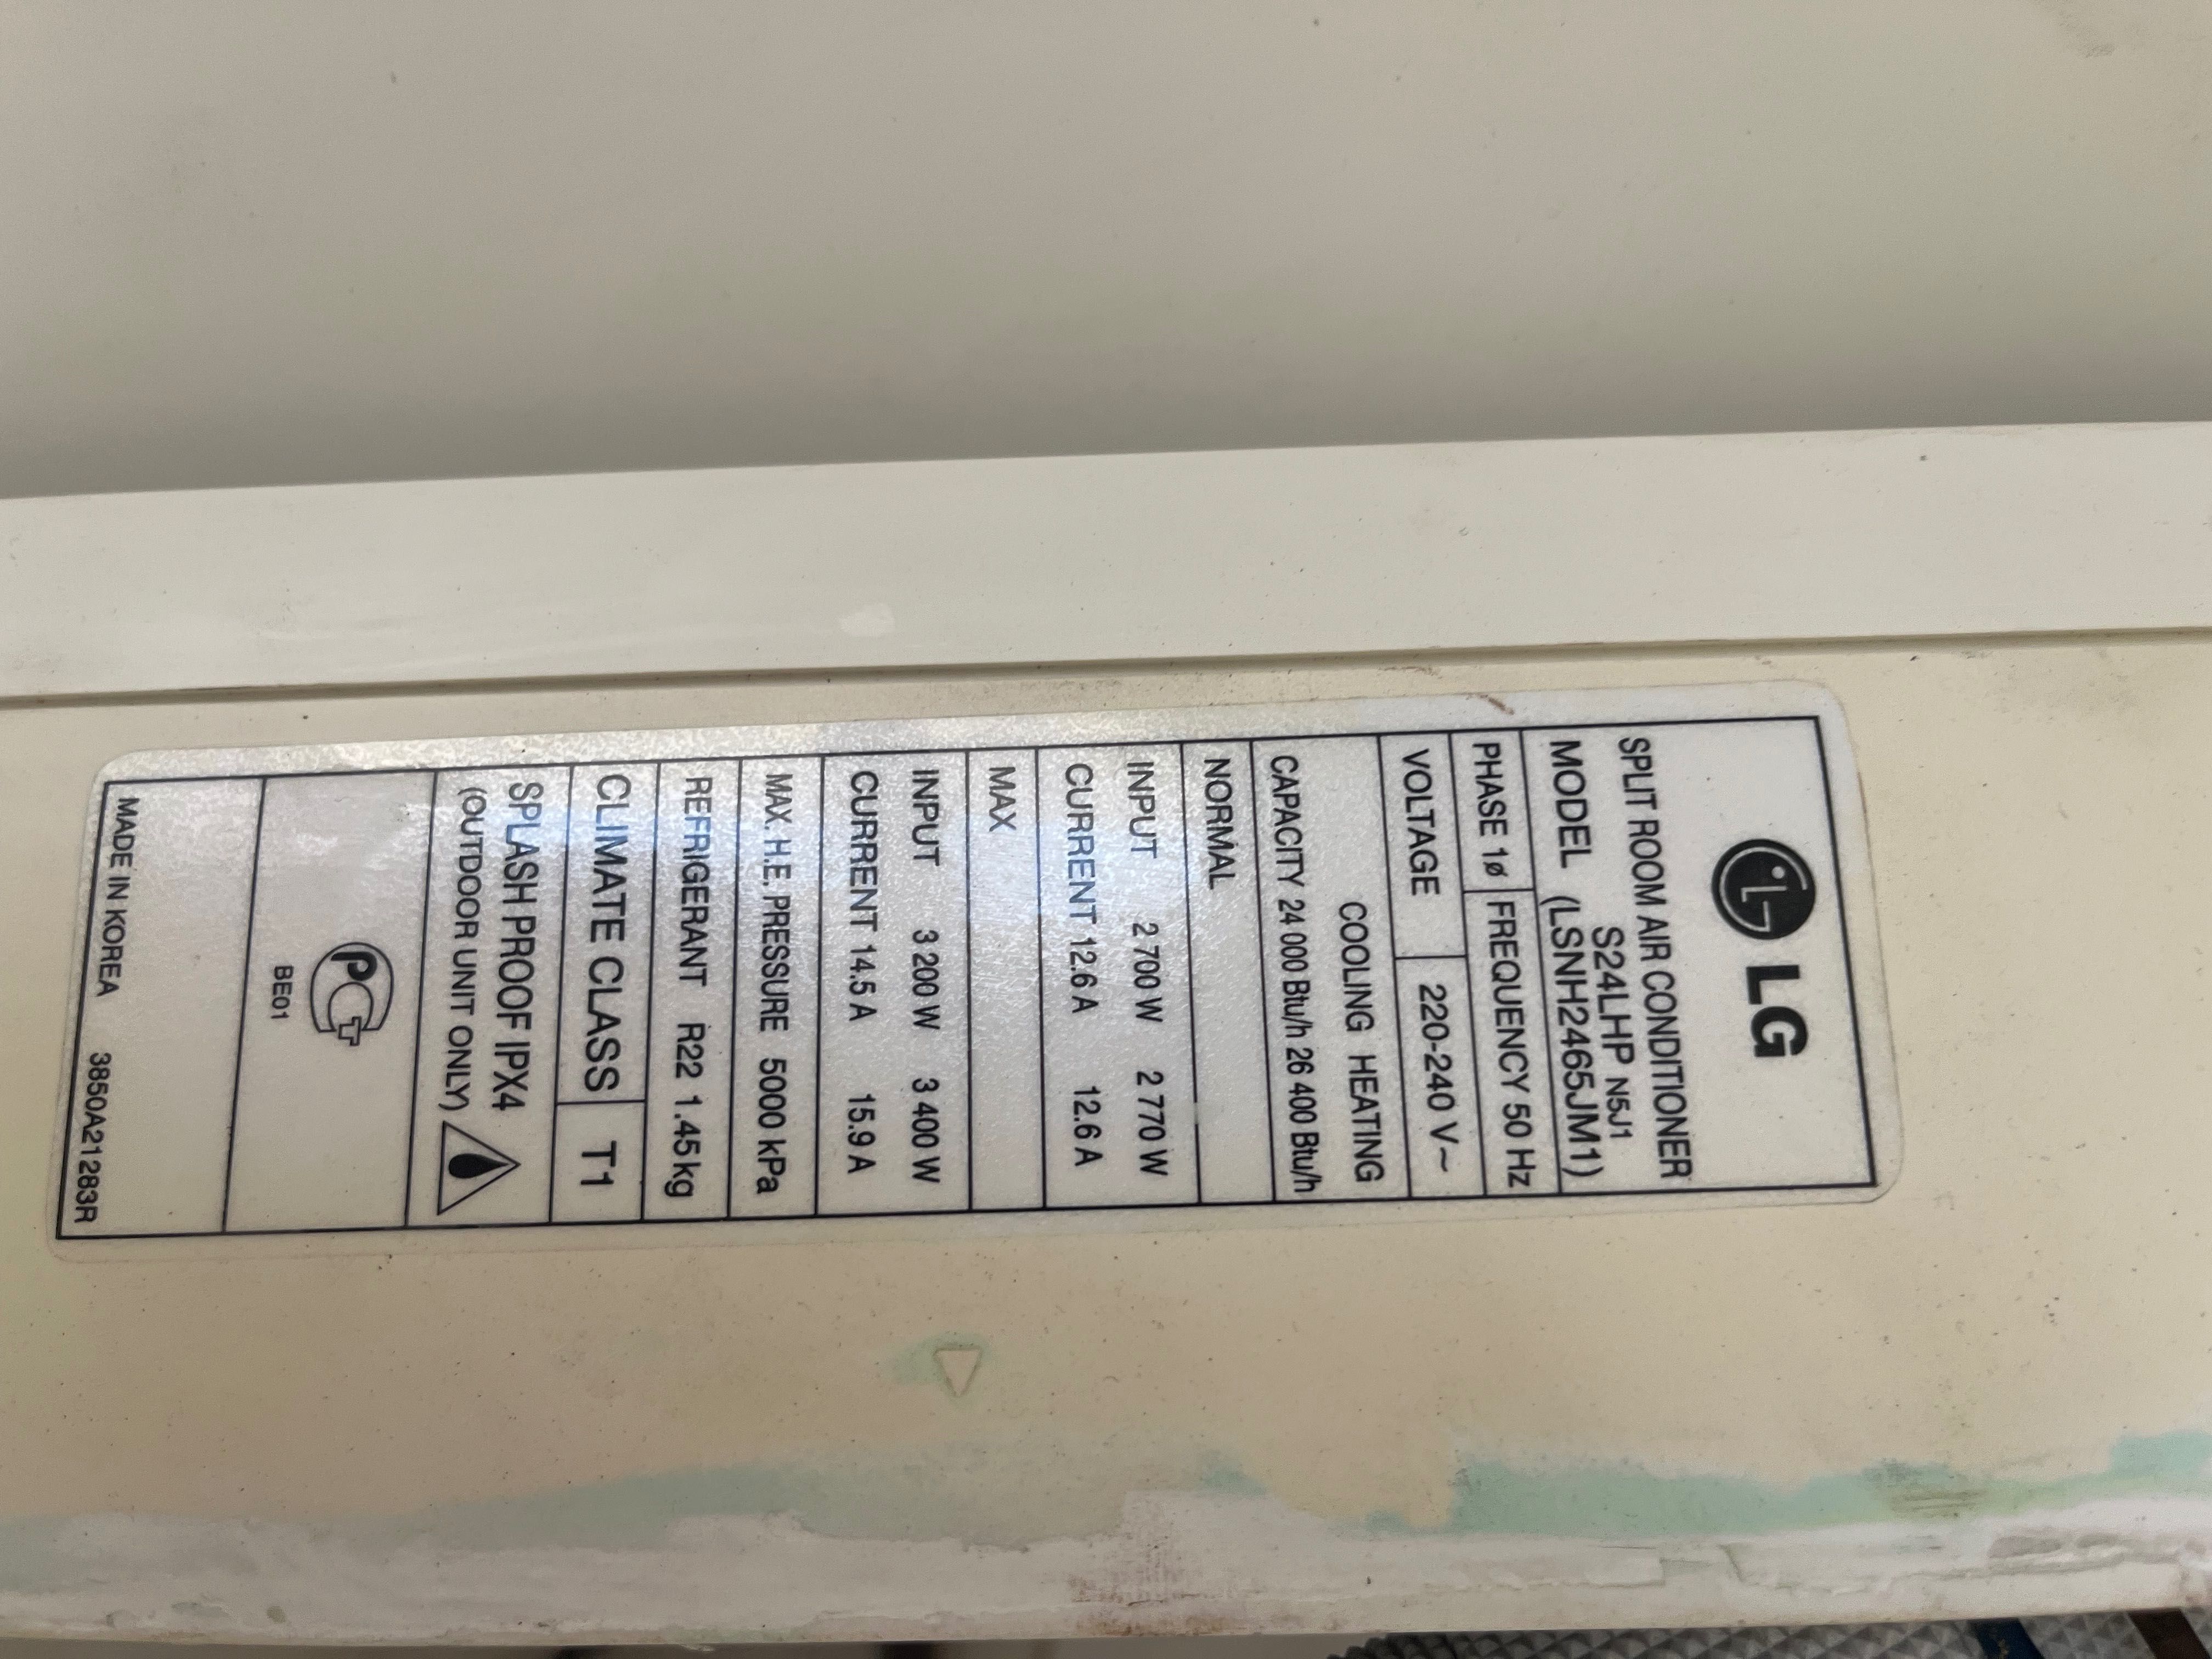 LG
SPLIT ROOM AIR CONDITIONER
S24LHP N5J1
MODEL (LSNH2465JM1)
PHASE 1ø FREQUENCY 50 Hz
VOLTAGE 220-240 V~
COOLING HEATING
CAPACITY 24 000 Btu/h 26 400 Btu/h
NORMAL
INPUT 2 700 W 2 770 W
CURRENT 12.6 A 12.6 A
MAX
INPUT 3 200 W 3 400 W
CURRENT 14.5 A 15.9 A
MAX. H.E. PRESSURE 5000 kPa
REFRIGERANT R22 1.45 kg
CLIMATE CLASS T1
SPLASH PROOF IPX4
(OUTDOOR UNIT ONLY)
РСТ
BE01
MADE IN KOREA 3850A21283R